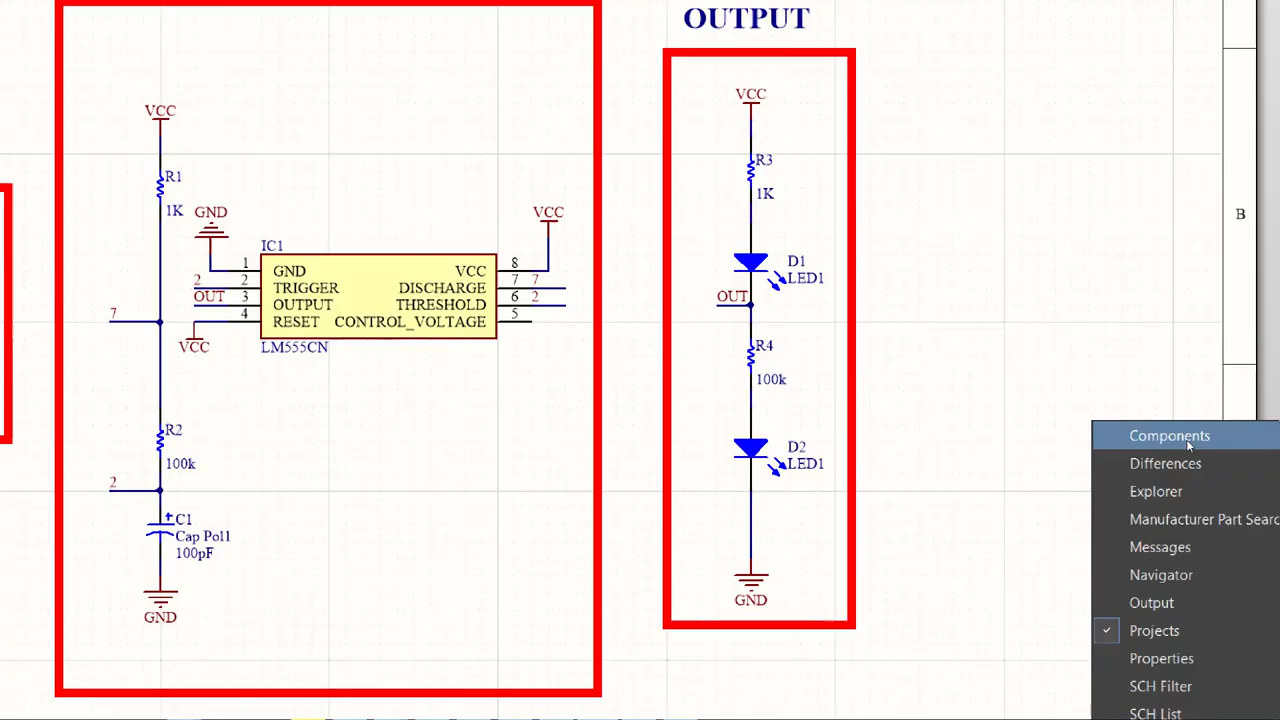 OUTPUT
VCC
R1
1K
GND
VCC
IC1
1 GND VCC 8
2 2 TRIGGER DISCHARGE 7 7
OUT 3 OUTPUT THRESHOLD 6 2
4 RESET CONTROL_VOLTAGE 5
VCC
LM555CN
7
R2
100k
2
C1
Cap Pol1
100pF
GND
VCC
R3
1K
D1
LED1
OUT
R4
100k
D2
LED1
GND
B
Components
Differences
Explorer
Manufacturer Part Searc
Messages
Navigator
Output
Projects
Properties
SCH Filter
SCH List